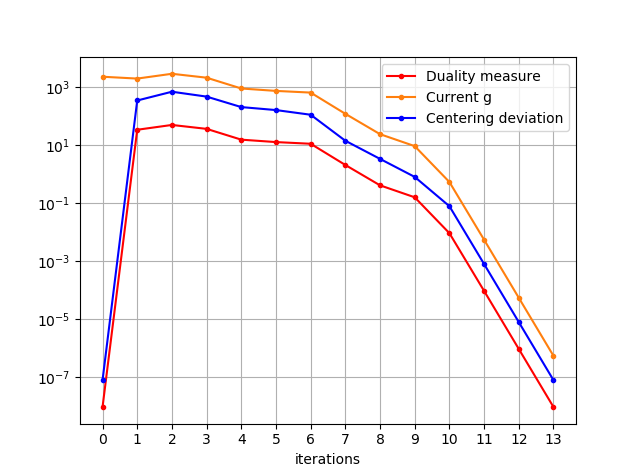 Duality measure
Current g
Centering deviation
10³
10¹
10⁻¹
10⁻³
10⁻⁵
10⁻⁷
0 1 2 3 4 5 6 7 8 9 10 11 12 13
iterations